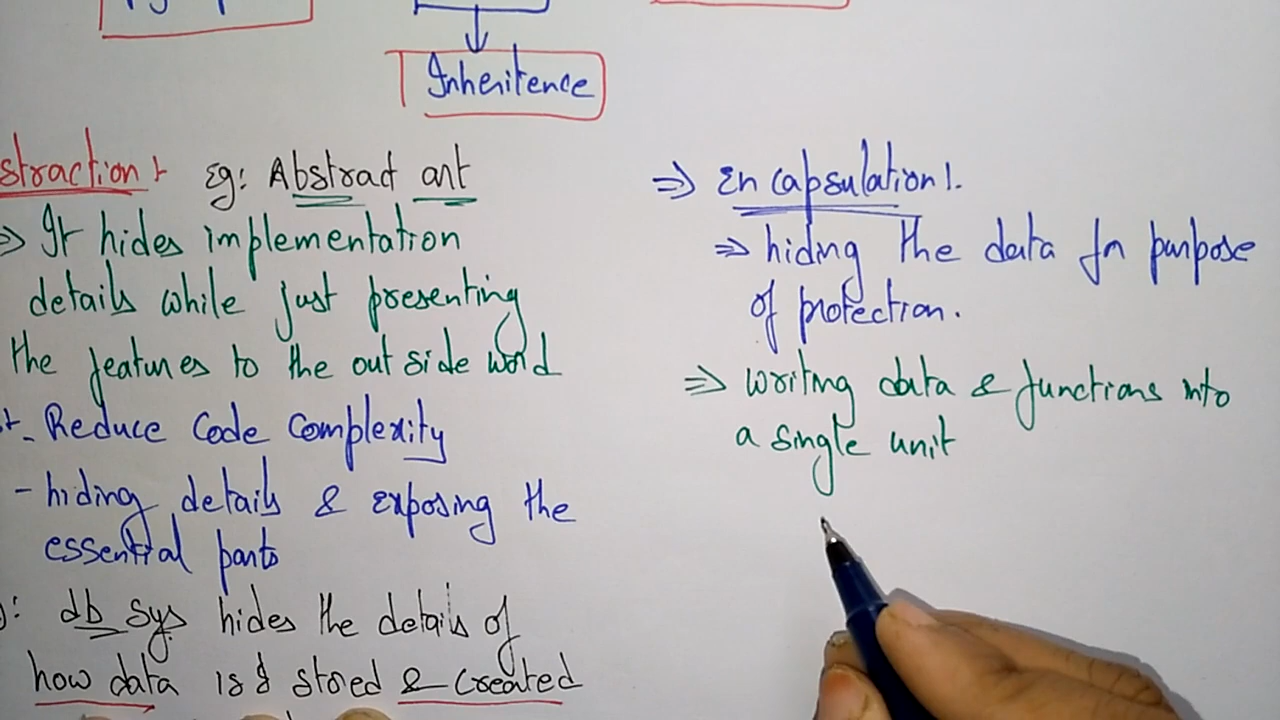 Inheritence
straction :-
eg: Abstract art
⇒ It hides implementation
details while just presenting
the features to the out side world
- Reduce Code Complexity
- hiding details & exposing the
essential parts
: db sys hides the details of
how data is stored & created
⇒ Encapsulation :.
⇒ hiding the data for purpose
of protection.
⇒ writing data & functions into
a single unit